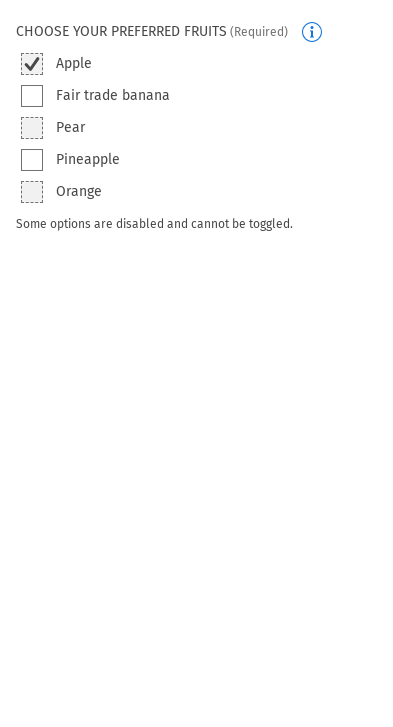 CHOOSE YOUR PREFERRED FRUITS (Required)
Apple
Fair trade banana
Pear
Pineapple
Orange
Some options are disabled and cannot be toggled.